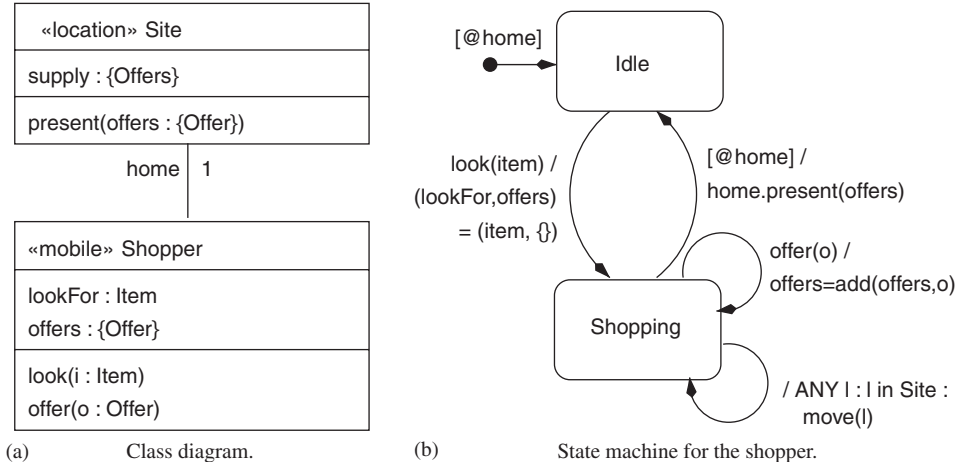 «location» Site
supply : {Offers}
present(offers : {Offer})
home 1
«mobile» Shopper
lookFor : Item
offers : {Offer}
look(i : Item)
offer(o : Offer)
(a) Class diagram.
[@home]
Idle
look(item) /
(lookFor,offers)
= (item, {})
[@home] /
home.present(offers)
offer(o) /
offers=add(offers,o)
Shopping
/ ANY l : l in Site :
move(l)
(b) State machine for the shopper.